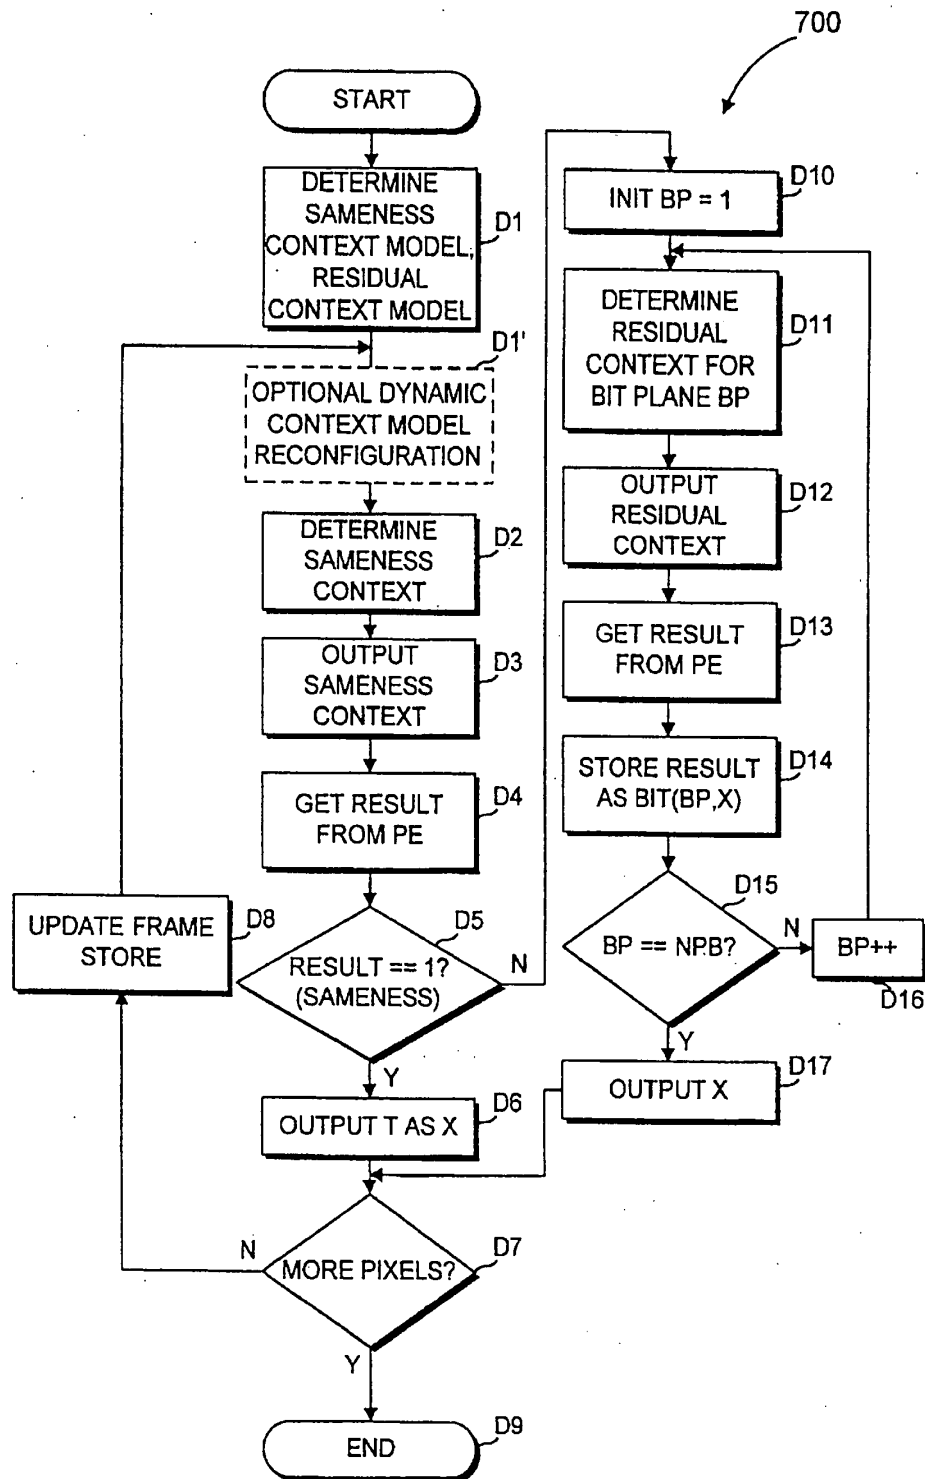 700
START
DETERMINE
SAMENESS
CONTEXT MODEL,
RESIDUAL
CONTEXT MODEL
D1
D1'
OPTIONAL DYNAMIC
CONTEXT MODEL
RECONFIGURATION
DETERMINE
SAMENESS
CONTEXT
D2
OUTPUT
SAMENESS
CONTEXT
D3
GET RESULT
FROM PE
D4
RESULT == 1?
(SAMENESS)
D5
N
Y
OUTPUT T AS X
D6
MORE PIXELS?
D7
N
Y
UPDATE FRAME
STORE
D8
END
D9
INIT BP = 1
D10
DETERMINE
RESIDUAL
CONTEXT FOR
BIT PLANE BP
D11
OUTPUT
RESIDUAL
CONTEXT
D12
GET RESULT
FROM PE
D13
STORE RESULT
AS BIT(BP,X)
D14
BP == NPB?
D15
N
BP++
D16
Y
OUTPUT X
D17